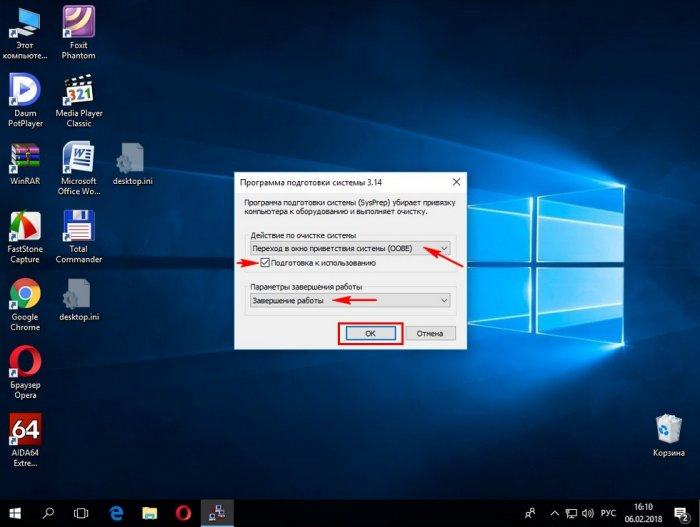 Этот
компьюте...
Foxit
Phantom
Daum
PotPlayer
Media Player
Classic
321
WinRAR
Microsoft
Office Wo...
desktop.ini
FastStone
Capture
Total
Commander
Google
Chrome
desktop.ini
Браузер
Opera
64
AIDA64
Extre...
Программа подготовки системы 3.14
Программа подготовки системы (SysPrep) убирает привязку
компьютера к оборудованию и выполняет очистку.
Действие по очистке системы
Переход в окно приветствия системы (OOBE)
Подготовка к использованию
Параметры завершения работы
Завершение работы
OK
Отмена
Корзина
РУС
16:10
06.02.2018
2